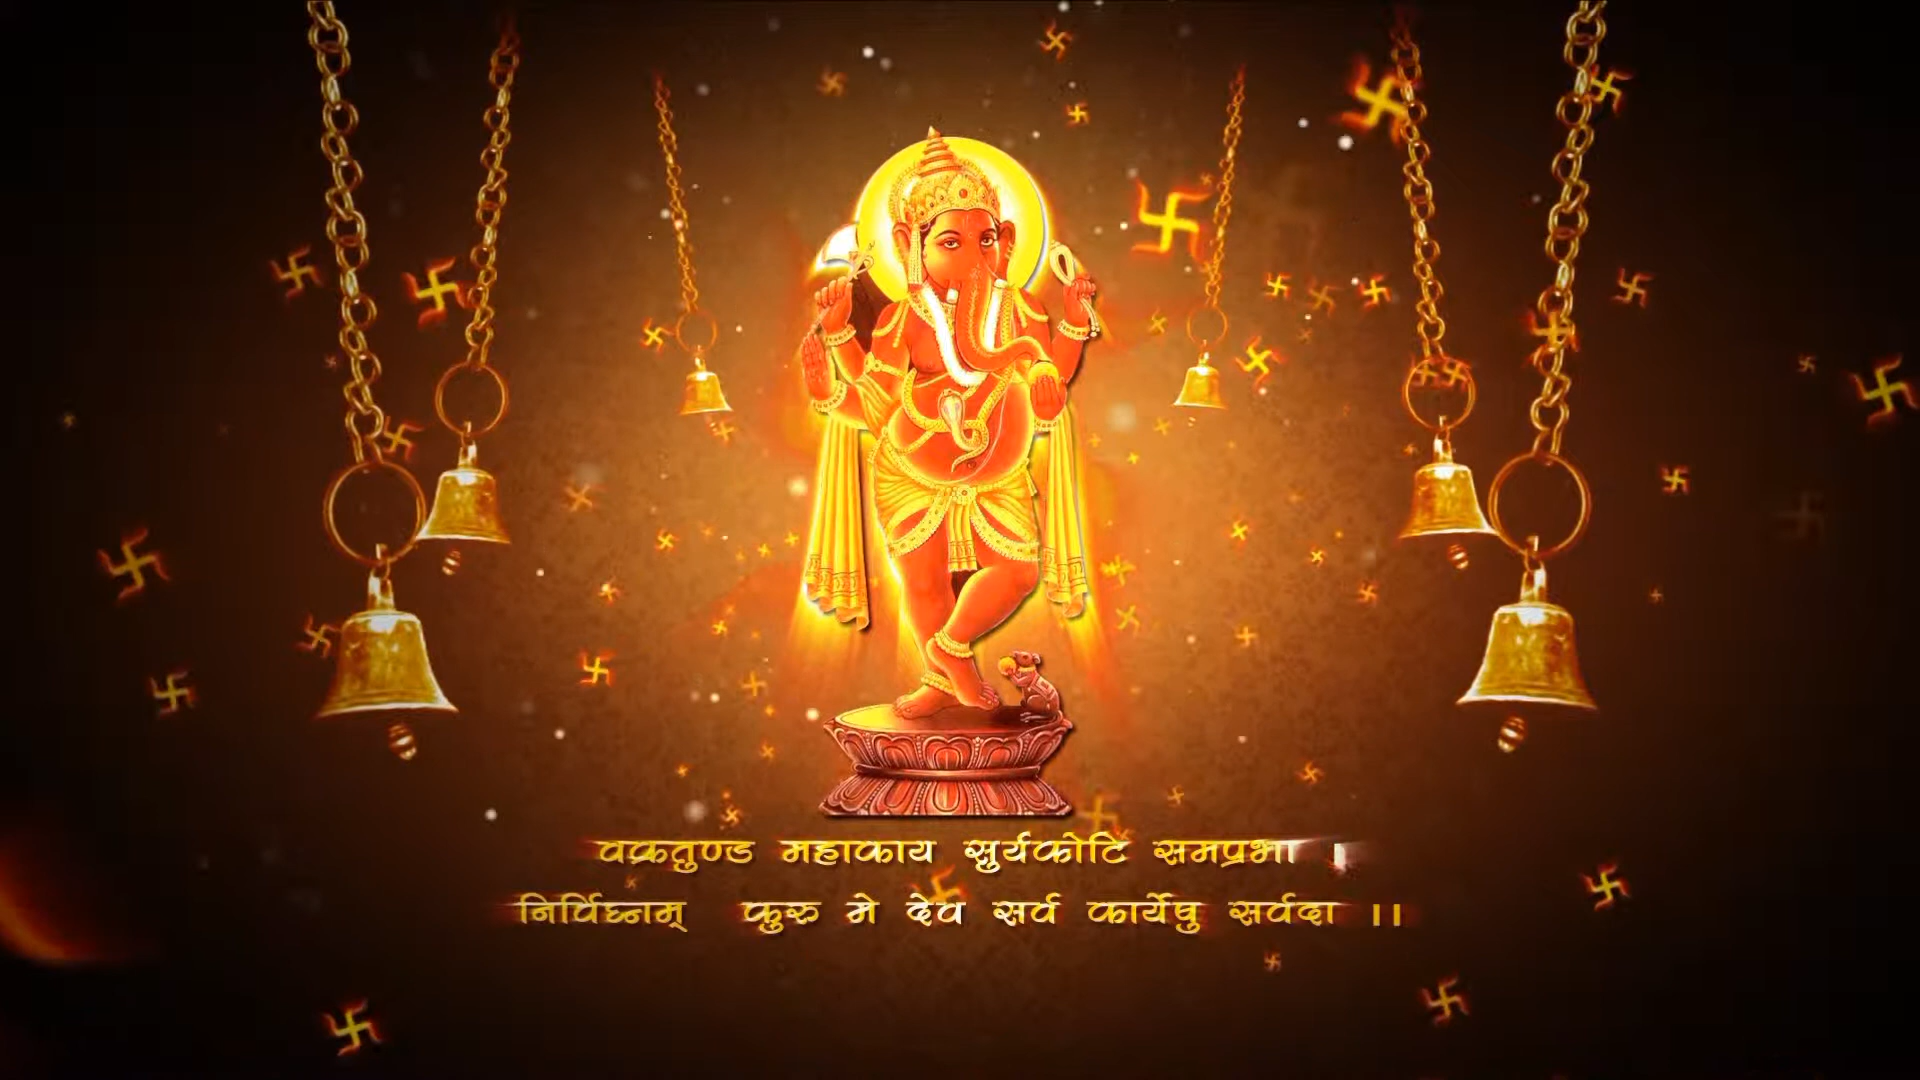 वक्रतुण्ड महाकाय सुर्यकोटि समप्रभा ।
निर्विघ्नम् कुरु मे देव सर्व कार्येषु सर्वदा ।।